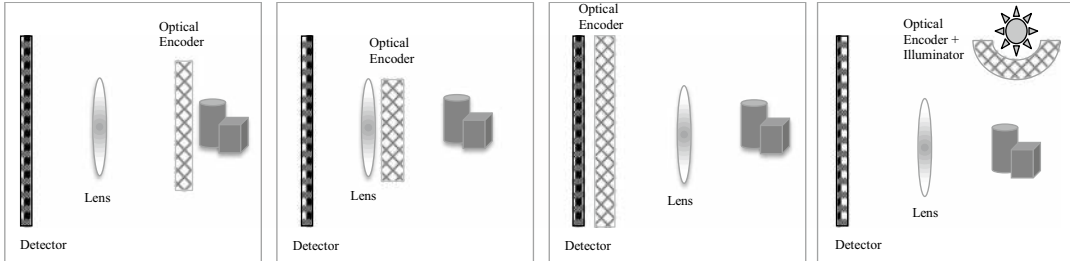 Optical
Encoder
Lens
Detector
Optical
Encoder
Lens
Detector
Optical
Encoder
Lens
Detector
Optical
Encoder +
Illuminator
Lens
Detector